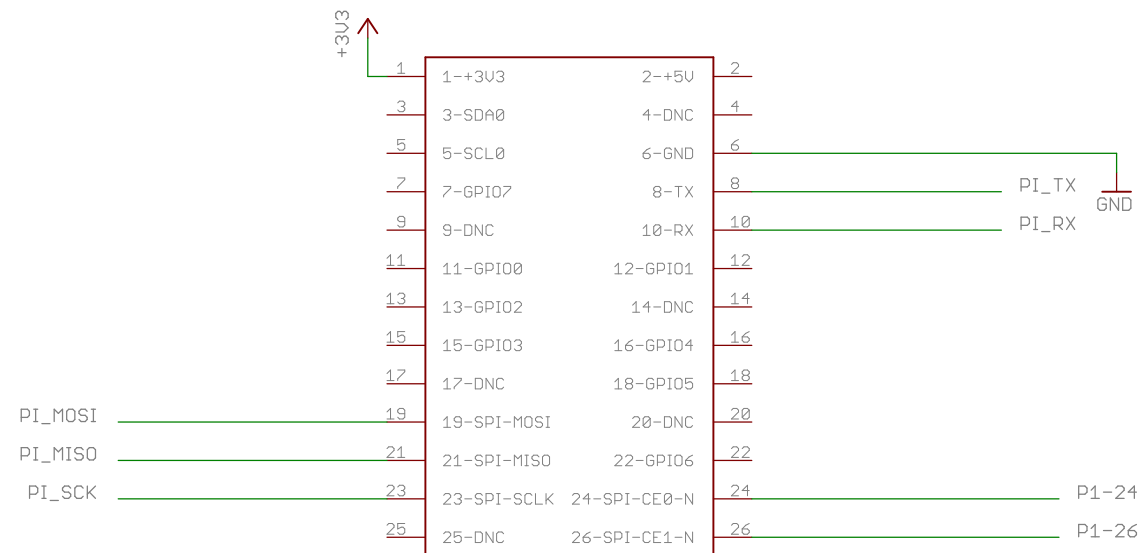 +3V3
1 1-+3V3 2-+5V 2
3 3-SDA0 4-DNC 4
5 5-SCL0 6-GND 6
7 7-GPIO7 8-TX 8 PI_TX
GND
9 9-DNC 10-RX 10 PI_RX
11 11-GPIO0 12-GPIO1 12
13 13-GPIO2 14-DNC 14
15 15-GPIO3 16-GPIO4 16
17 17-DNC 18-GPIO5 18
PI_MOSI 19 19-SPI-MOSI 20-DNC 20
PI_MISO 21 21-SPI-MISO 22-GPIO6 22
PI_SCK 23 23-SPI-SCLK 24-SPI-CE0-N 24 P1-24
25 25-DNC 26-SPI-CE1-N 26 P1-26